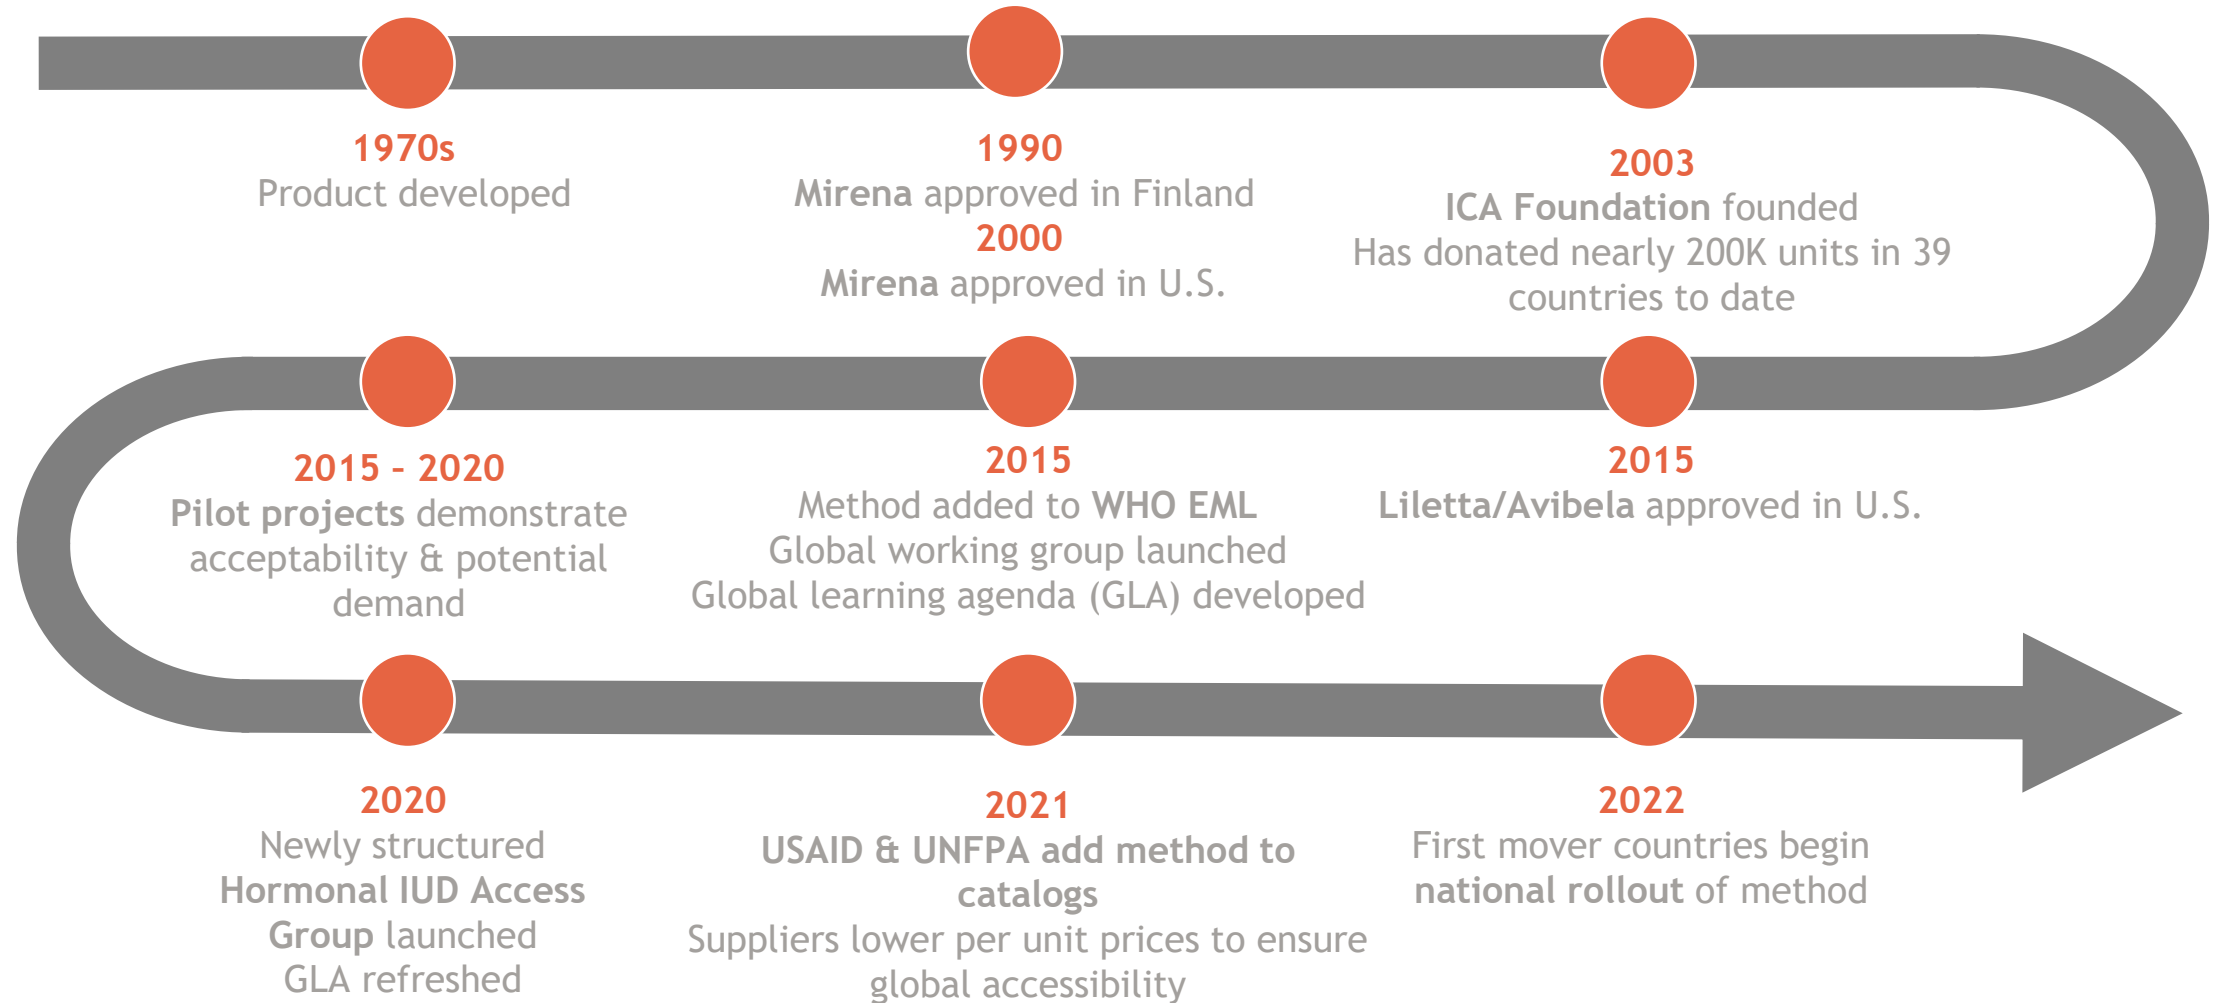 1970s
Product developed
1990
Mirena approved in Finland
2000
Mirena approved in U.S.
2003
ICA Foundation founded
Has donated nearly 200K units in 39
countries to date
2015
Liletta/Avibela approved in U.S.
2015
Method added to WHO EML
Global working group launched
Global learning agenda (GLA) developed
2015 – 2020
Pilot projects demonstrate
acceptability & potential
demand
2020
Newly structured
Hormonal IUD Access
Group launched
GLA refreshed
2021
USAID & UNFPA add method to
catalogs
Suppliers lower per unit prices to ensure
global accessibility
2022
First mover countries begin
national rollout of method